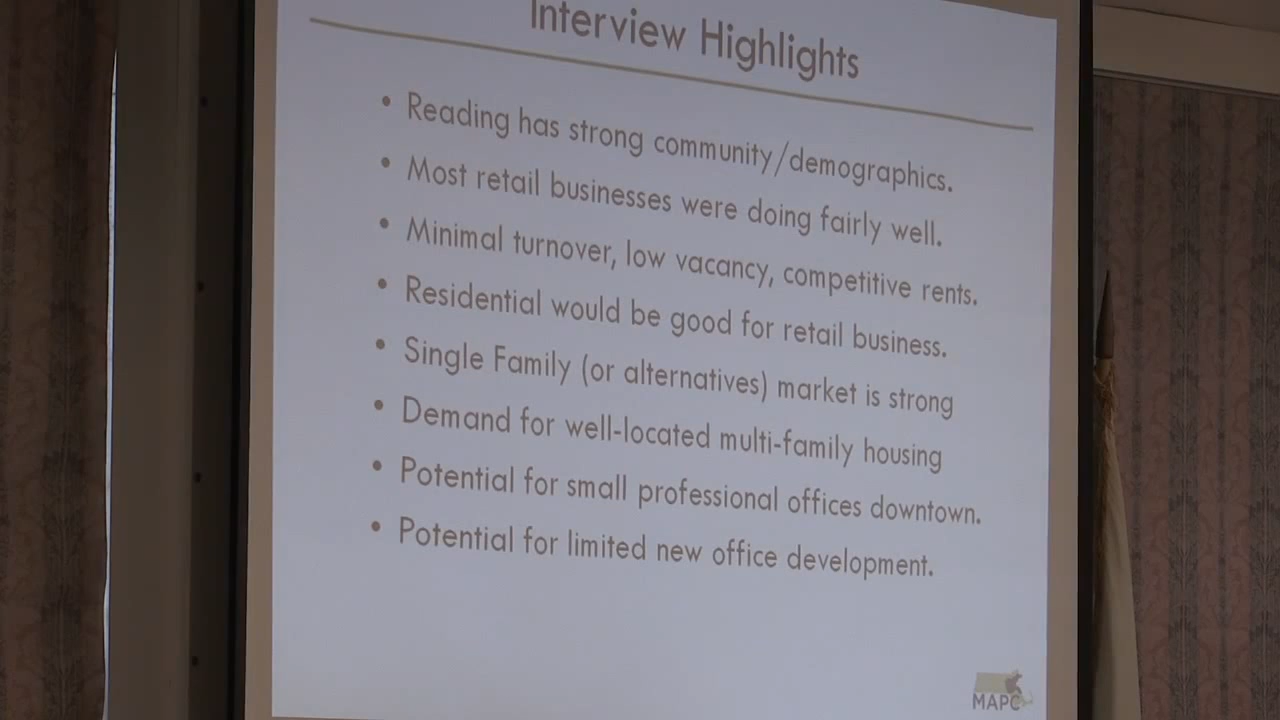 Interview Highlights
• Reading has strong community/demographics.
• Most retail businesses were doing fairly well.
• Minimal turnover, low vacancy, competitive rents.
• Residential would be good for retail business.
• Single Family (or alternatives) market is strong
• Demand for well-located multi-family housing
• Potential for small professional offices downtown.
• Potential for limited new office development.
MAPC